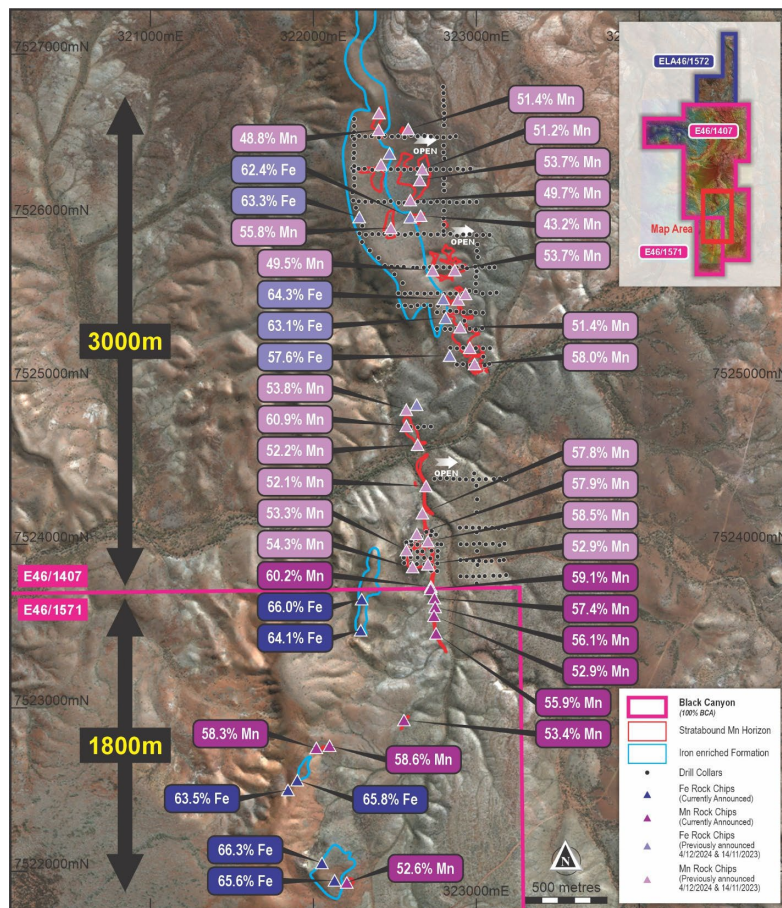 321000mE
322000mE
323000mE
7527000mN
7526000mN
7525000mN
7524000mN
7523000mN
7522000mN
323000mE
ELA46/1572
E46/1407
Map Area
E46/1571
48.8% Mn
62.4% Fe
63.3% Fe
55.8% Mn
49.5% Mn
64.3% Fe
63.1% Fe
57.6% Fe
53.8% Mn
60.9% Mn
52.2% Mn
52.1% Mn
53.3% Mn
54.3% Mn
60.2% Mn
66.0% Fe
64.1% Fe
51.4% Mn
51.2% Mn
53.7% Mn
49.7% Mn
43.2% Mn
53.7% Mn
51.4% Mn
58.0% Mn
57.8% Mn
57.9% Mn
58.5% Mn
52.9% Mn
59.1% Mn
57.4% Mn
56.1% Mn
52.9% Mn
55.9% Mn
53.4% Mn
OPEN
OPEN
OPEN
3000m
E46/1407
E46/1571
1800m
58.3% Mn
58.6% Mn
63.5% Fe
65.8% Fe
66.3% Fe
65.6% Fe
52.6% Mn
N
500 metres
Black Canyon
(100% BCA)
Stratabound Mn Horizon
Iron enriched Formation
Drill Collars
Fe Rock Chips
(Currently Announced)
Mn Rock Chips
(Currently Announced)
Fe Rock Chips
(Previously announced
4/12/2024 & 14/11/2023)
Mn Rock Chips
(Previously announced
4/12/2024 & 14/11/2023)